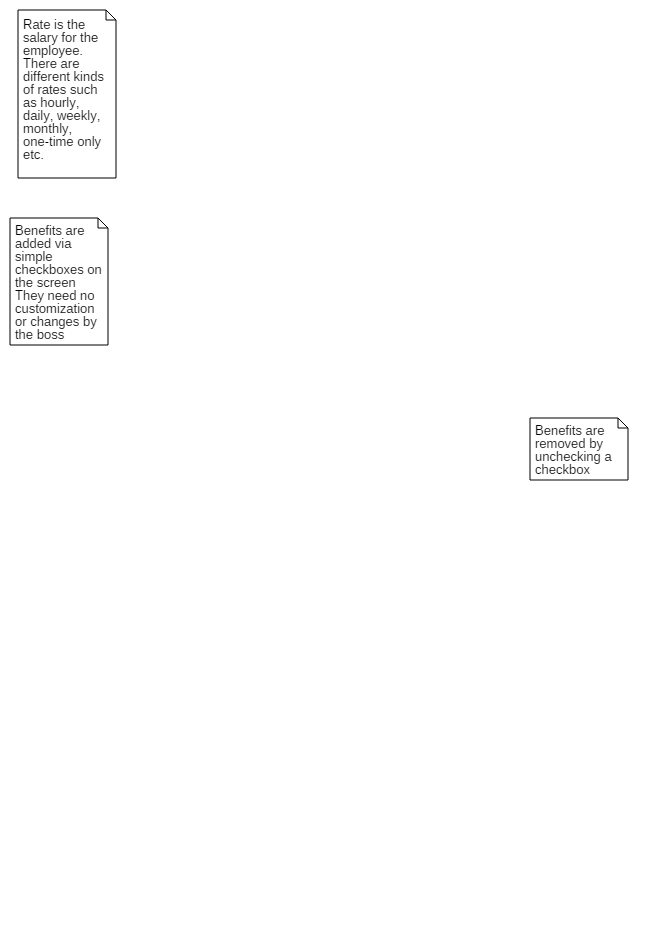 Rate is the
salary for the
employee.
There are
different kinds
of rates such
as hourly,
daily, weekly,
monthly,
one-time only
etc.
Benefits are
added via
simple
checkboxes on
the screen
They need no
customization
or changes by
the boss
Benefits are
removed by
unchecking a
checkbox